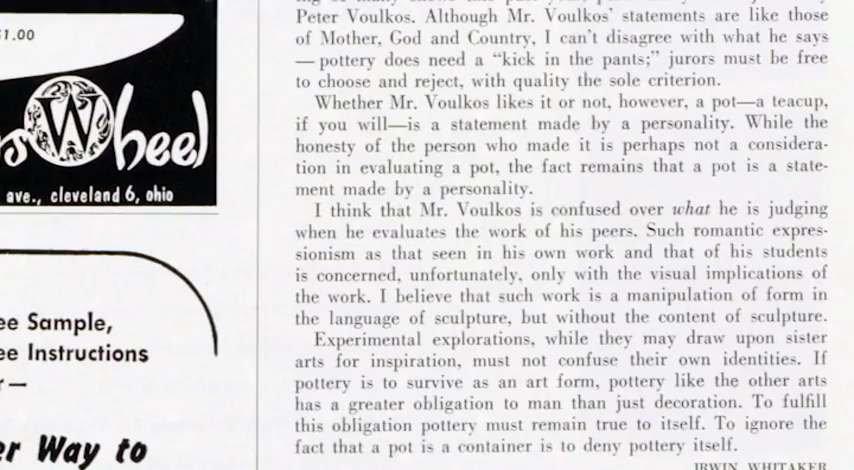 $1.00
Wheel
ave., cleveland 6, ohio
ee Sample,
ee Instructions
r—
er Way to
Peter Voulkos. Although Mr. Voulkos' statements are like those
of Mother, God and Country, I can't disagree with what he says
— pottery does need a “kick in the pants;” jurors must be free
to choose and reject, with quality the sole criterion.
Whether Mr. Voulkos likes it or not, however, a pot—a teacup,
if you will—is a statement made by a personality. While the
honesty of the person who made it is perhaps not a considera-
tion in evaluating a pot, the fact remains that a pot is a state-
ment made by a personality.
I think that Mr. Voulkos is confused over what he is judging
when he evaluates the work of his peers. Such romantic expres-
sionism as that seen in his own work and that of his students
is concerned, unfortunately, only with the visual implications of
the work. I believe that such work is a manipulation of form in
the language of sculpture, but without the content of sculpture.
Experimental explorations, while they may draw upon sister
arts for inspiration, must not confuse their own identities. If
pottery is to survive as an art form, pottery like the other arts
has a greater obligation to man than just decoration. To fulfill
this obligation pottery must remain true to itself. To ignore the
fact that a pot is a container is to deny pottery itself.
IRWIN WHITAKER